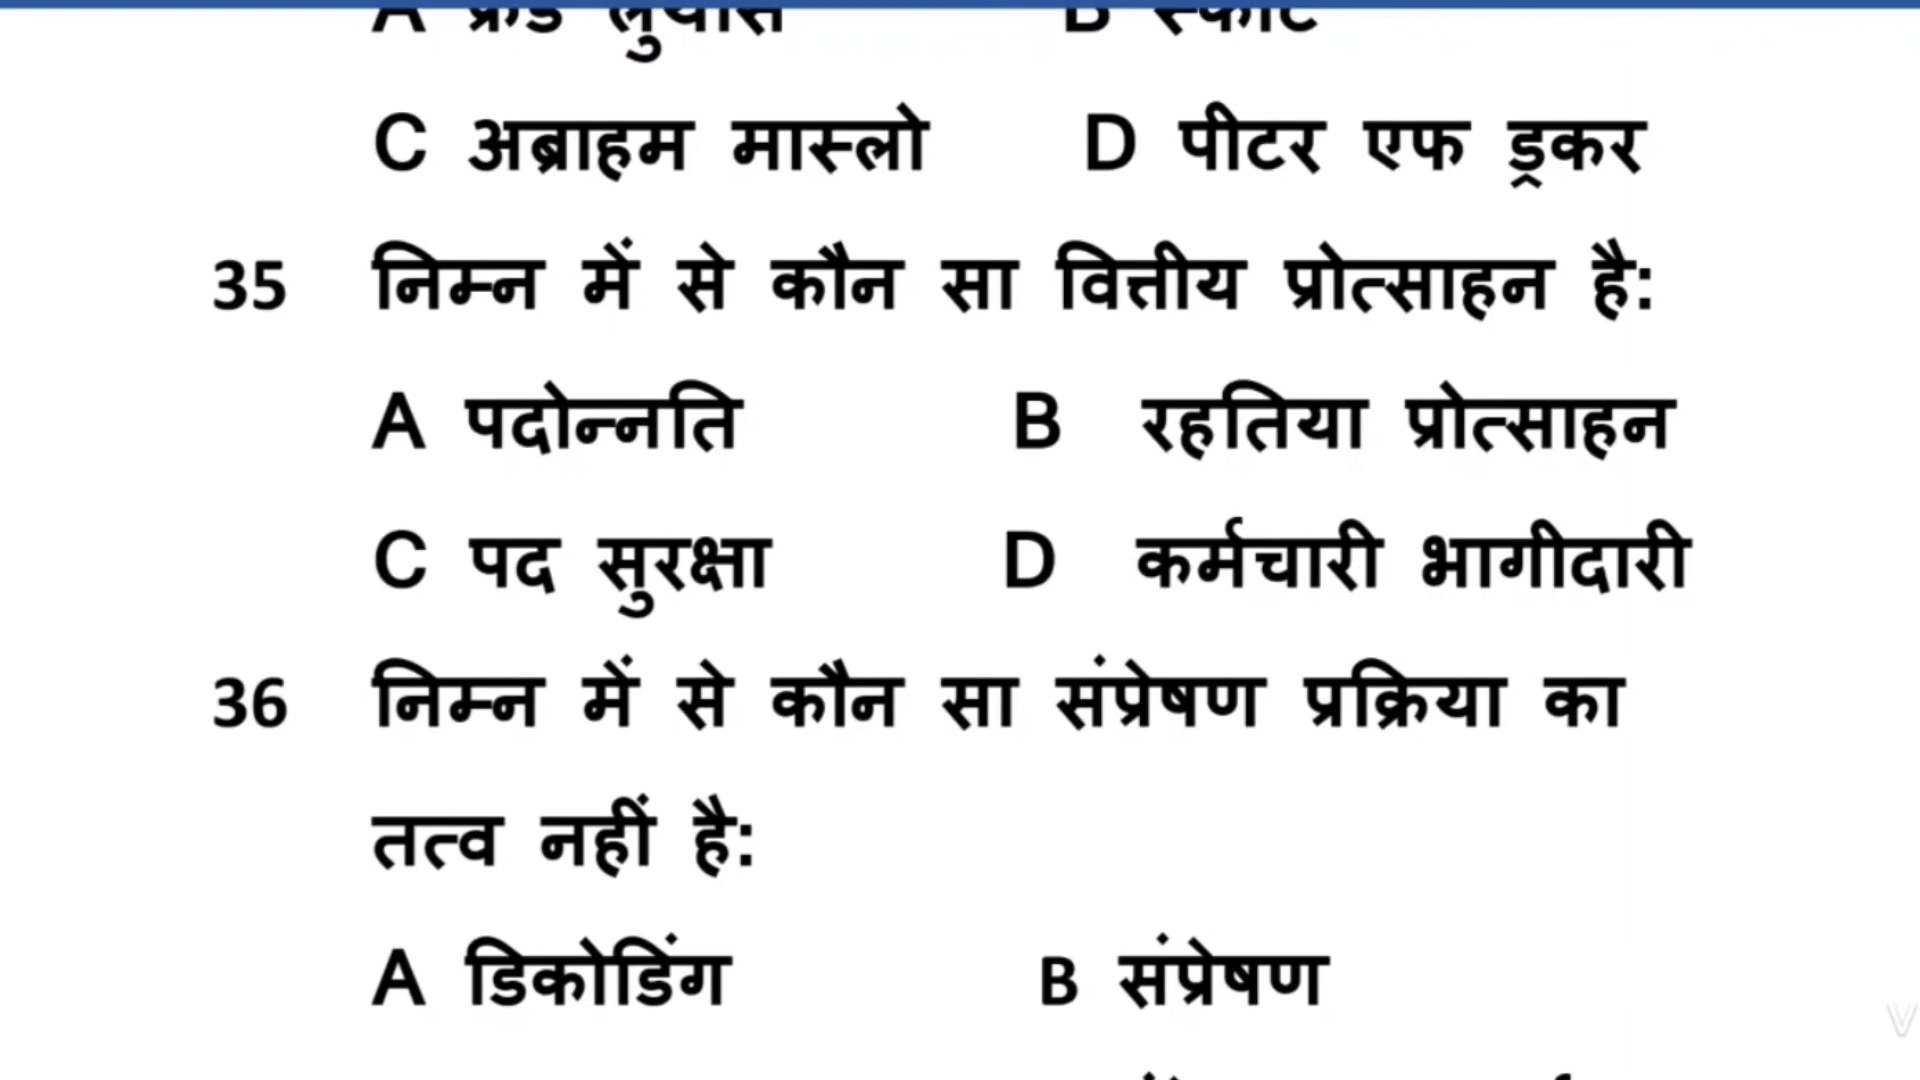 C अब्राहम मास्लो D पीटर एफ ड्रकर
35 निम्न में से कौन सा वित्तीय प्रोत्साहन है:
A पदोन्नति B रहतिया प्रोत्साहन
C पद सुरक्षा D कर्मचारी भागीदारी
36 निम्न में से कौन सा संप्रेषण प्रक्रिया का
तत्व नहीं है:
A डिकोडिंग B संप्रेषण